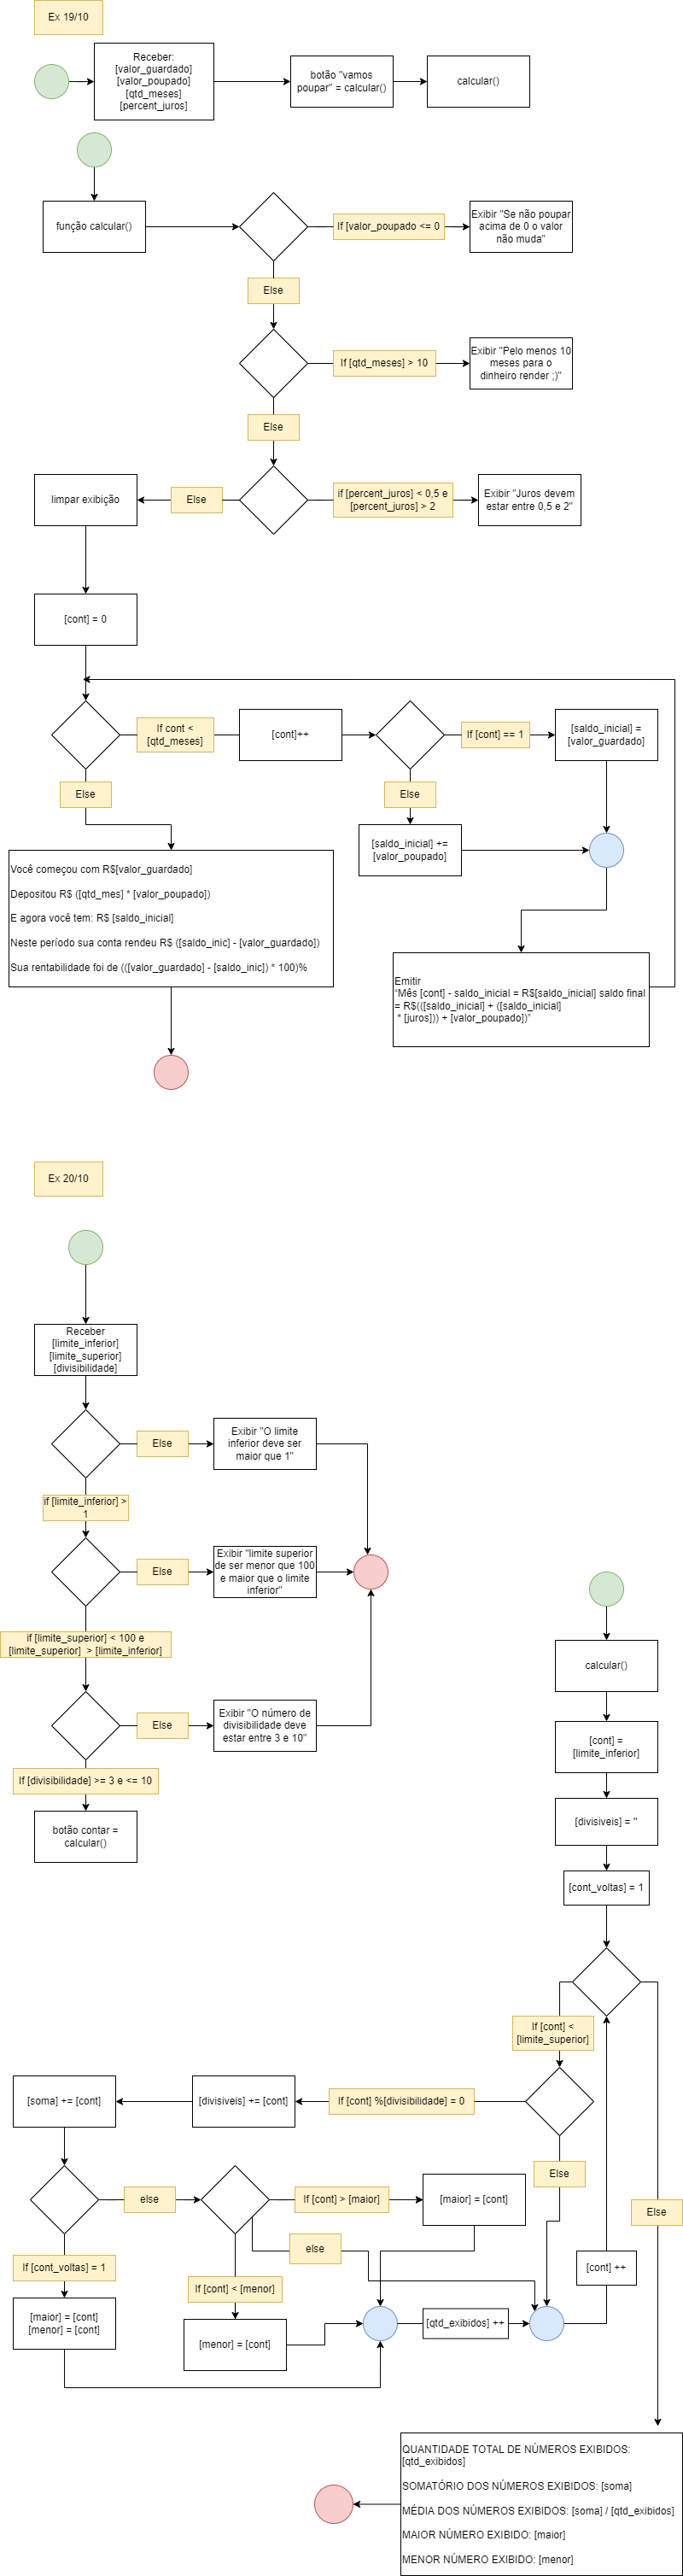 Ex 19/10
Receber:
[valor_guardado]
[valor_poupado]
[qtd_meses]
[percent_juros]
botão "vamos
poupar" = calcular()
calcular()
função calcular()
If [valor_poupado <= 0
Exibir "Se não poupar
acima de 0 o valor
não muda"
Else
If [qtd_meses] > 10
Exibir "Pelo menos 10
meses para o
dinheiro render ;)"
Else
limpar exibição
Else
if [percent_juros] < 0,5 e
[percent_juros] > 2
Exibir "Juros devem
estar entre 0,5 e 2"
[cont] = 0
If cont <
[qtd_meses]
[cont]++
If [cont] == 1
[saldo_inicial] =
[valor_guardado]
Else
Else
[saldo_inicial] +=
[valor_poupado]
Você começou com R$[valor_guardado]
Depositou R$ ([qtd_mes] * [valor_poupado])
E agora você tem: R$ [saldo_inicial]
Neste período sua conta rendeu R$ ([saldo_inic] - [valor_guardado])
Sua rentabilidade foi de (([valor_guardado] - [saldo_inic]) * 100)%
Emitir
“Mês [cont] - saldo_inicial = R$[saldo_inicial] saldo final
= R$(([saldo_inicial] + ([saldo_inicial]
* [juros])) + [valor_poupado])”
Ex 20/10
Receber
[limite_inferior]
[limite_superior]
[divisibilidade]
Else
Exibir "O limite
inferior deve ser
maior que 1"
if [limite_inferior] >
1
Else
Exibir "limite superior
de ser menor que 100
e maior que o limite
inferior"
if [limite_superior] < 100 e
[limite_superior]  > [limite_inferior]
calcular()
Else
Exibir "O número de
divisibilidade deve
estar entre 3 e 10"
[cont] =
[limite_inferior]
If [divisibilidade] >= 3 e <= 10
botão contar =
calcular()
[divisiveis] = ''
[cont_voltas] = 1
If [cont] <
[limite_superior]
[soma] += [cont]
[divisiveis] += [cont]
If [cont] %[divisibilidade] = 0
Else
else
If [cont] > [maior]
[maior] = [cont]
Else
else
If [cont_voltas] = 1
If [cont] < [menor]
[cont] ++
[maior] = [cont]
[menor] = [cont]
[menor] = [cont]
[qtd_exibidos] ++
QUANTIDADE TOTAL DE NÚMEROS EXIBIDOS:
[qtd_exibidos]
SOMATÓRIO DOS NÚMEROS EXIBIDOS: [soma]
MÉDIA DOS NÚMEROS EXIBIDOS: [soma] / [qtd_exibidos]
MAIOR NÚMERO EXIBIDO: [maior]
MENOR NÚMERO EXIBIDO: [menor]